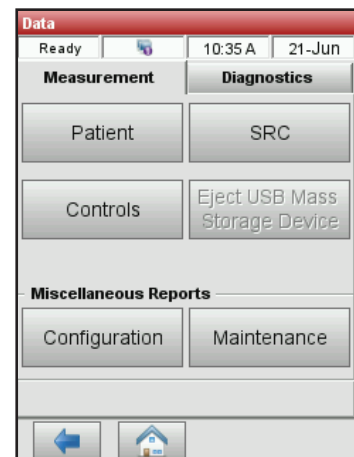 Data
Ready 10:35 A 21-Jun
Measurement Diagnostics
Patient SRC
Controls Eject USB Mass
Storage Device
Miscellaneous Reports
Configuration Maintenance